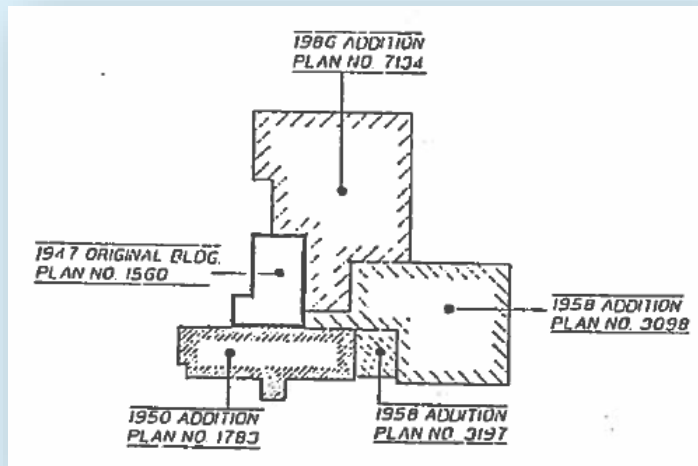 1986 ADDITION
PLAN NO. 7134
1947 ORIGINAL BLDG.
PLAN NO. 1560
1958 ADDITION
PLAN NO. 3098
1950 ADDITION
PLAN NO. 1783
1958 ADDITION
PLAN NO. 3197